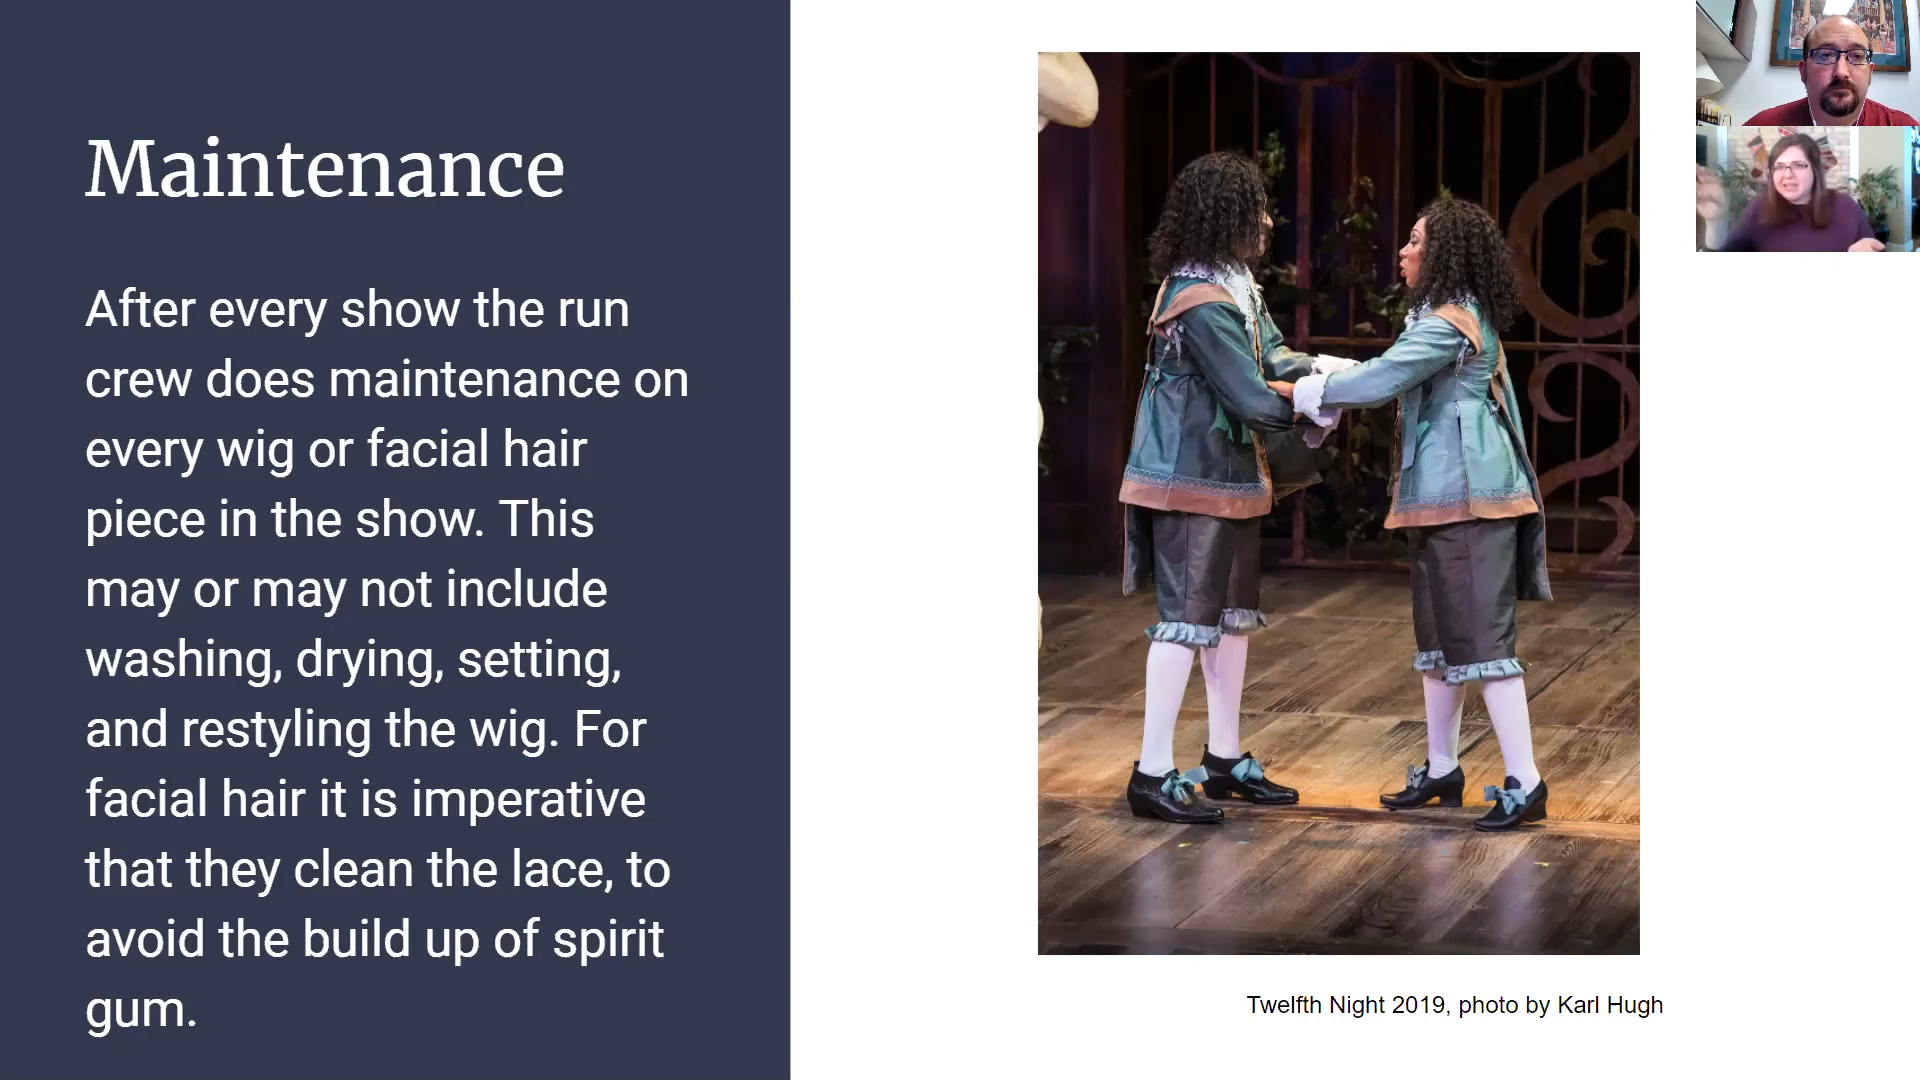 Maintenance
After every show the run
crew does maintenance on
every wig or facial hair
piece in the show. This
may or may not include
washing, drying, setting,
and restyling the wig. For
facial hair it is imperative
that they clean the lace, to
avoid the build up of spirit
gum.
Twelfth Night 2019, photo by Karl Hugh